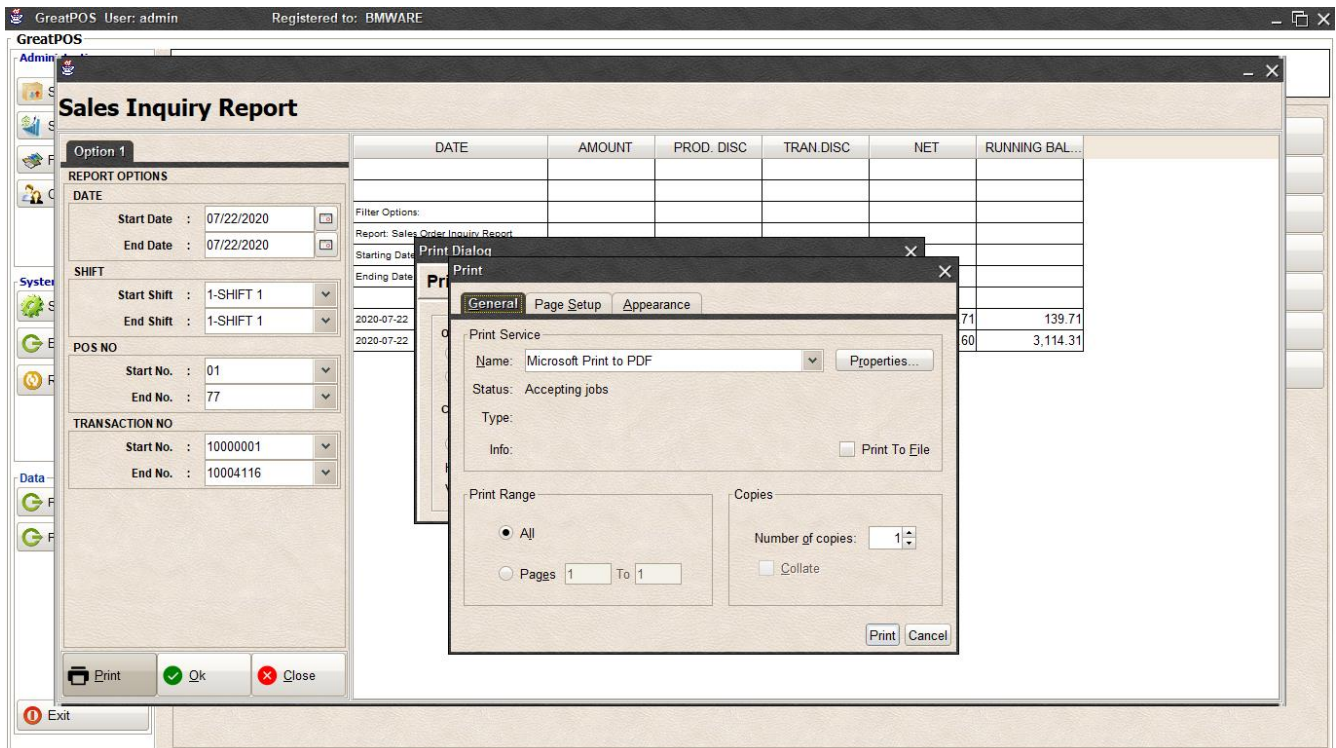 GreatPOS User: admin Registered to: BMWARE
GreatPOS
Sales Inquiry Report
Option 1
REPORT OPTIONS
DATE
Start Date : 07/22/2020
End Date : 07/22/2020
SHIFT
Start Shift : 1-SHIFT 1
End Shift : 1-SHIFT 1
POS NO
Start No. : 01
End No. : 77
TRANSACTION NO
Start No. : 10000001
End No. : 10004116
Print Ok Close
Data
Exit
DATE AMOUNT PROD. DISC TRAN.DISC NET RUNNING BAL...
Filter Options:
Report: Sales Order Inquiry Report
Starting Date
Ending Date
2020-07-22 71 139.71
2020-07-22 60 3,114.31
Print Dialog
Print
General Page Setup Appearance
Print Service
Name: Microsoft Print to PDF Properties...
Status: Accepting jobs
Type:
Info: Print To File
Print Range
All
Pages 1 To 1
Copies
Number of copies: 1
Collate
Print Cancel